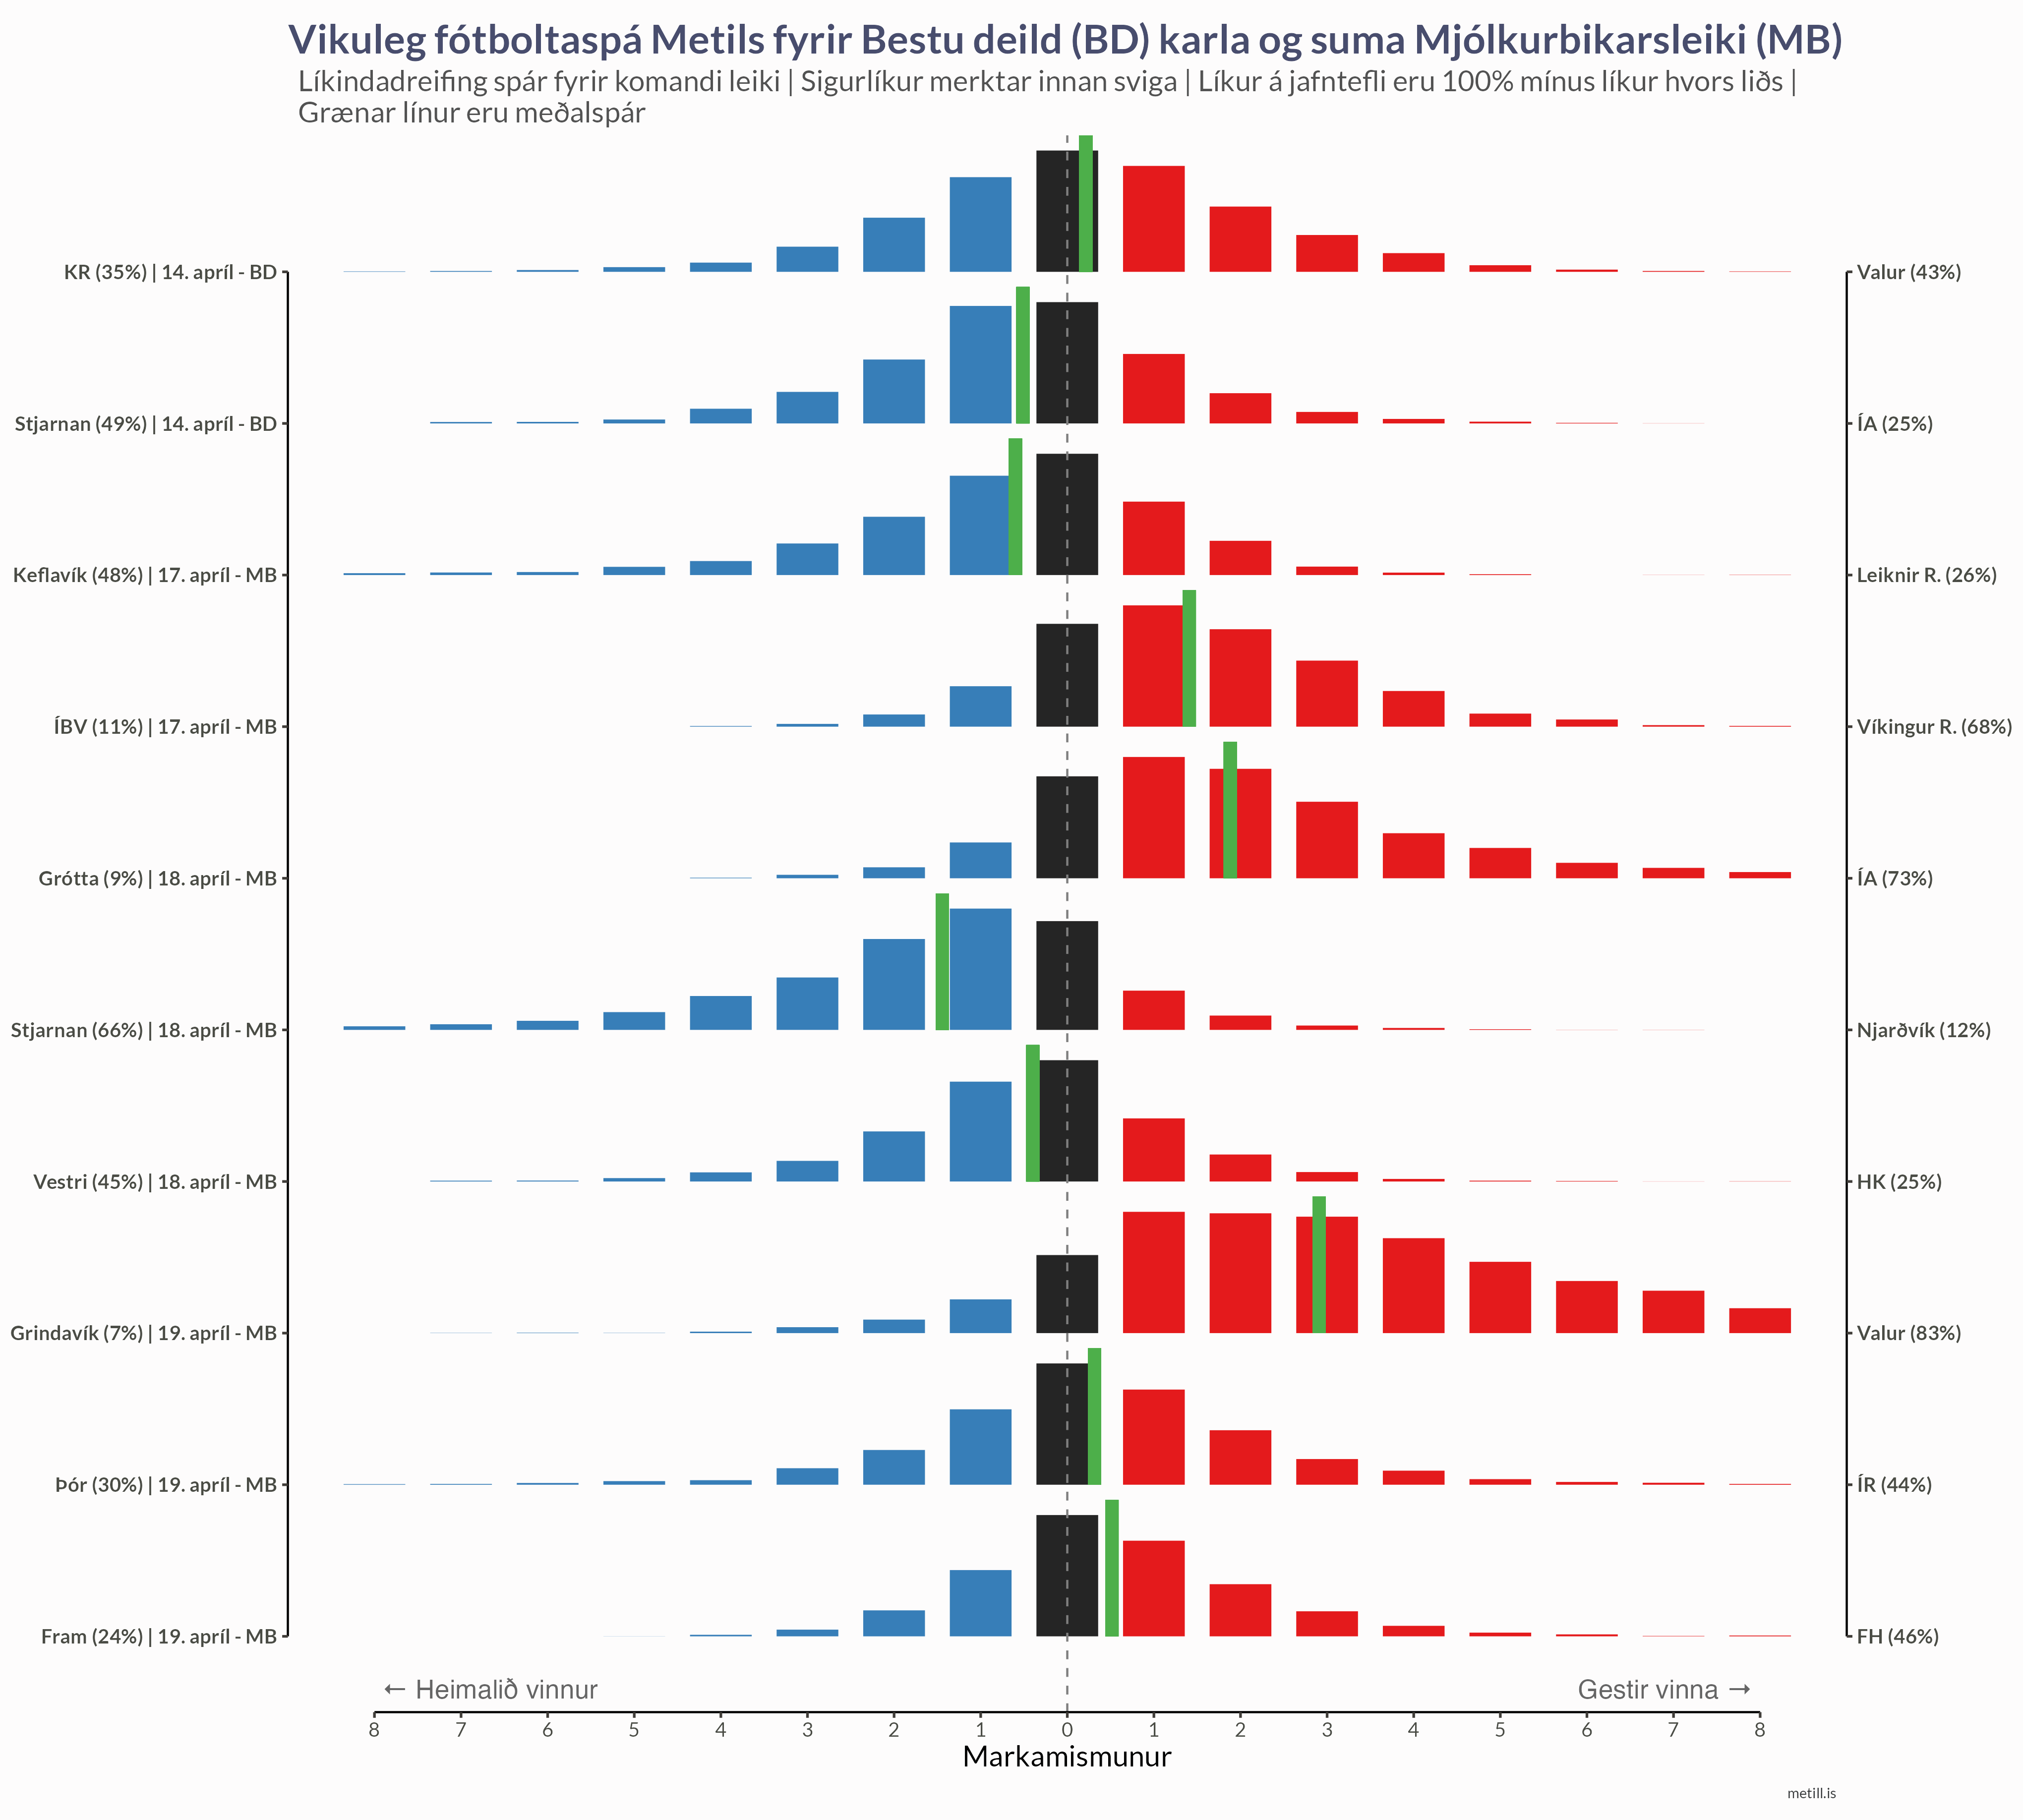 Vikuleg fótboltaspá Metils fyrir Bestu deild (BD) karla og suma Mjólkurbikarsleiki (MB)
Líkindadreifing spár fyrir komandi leiki | Sigurlíkur merktar innan sviga | Líkur á jafntefli eru 100% mínus líkur hvors liðs |
Grænar línur eru meðalspár
KR (35%) | 14. apríl - BD Valur (43%)
Stjarnan (49%) | 14. apríl - BD ÍA (25%)
Keflavík (48%) | 17. apríl - MB Leiknir R. (26%)
ÍBV (11%) | 17. apríl - MB Víkingur R. (68%)
Grótta (9%) | 18. apríl - MB ÍA (73%)
Stjarnan (66%) | 18. apríl - MB Njarðvík (12%)
Vestri (45%) | 18. apríl - MB HK (25%)
Grindavík (7%) | 19. apríl - MB Valur (83%)
Þór (30%) | 19. apríl - MB ÍR (44%)
Fram (24%) | 19. apríl - MB FH (46%)
← Heimalið vinnur Gestir vinna →
8 7 6 5 4 3 2 1 0 1 2 3 4 5 6 7 8
Markamismunur
metill.is